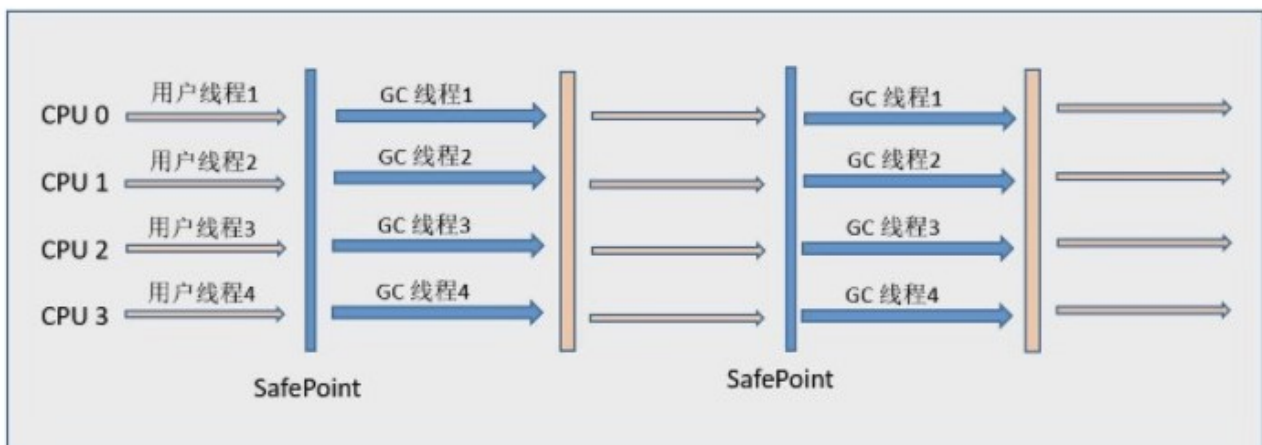 用户线程1
GC 线程1
GC 线程1
CPU 0
用户线程2
GC 线程2
GC 线程2
CPU 1
用户线程3
GC 线程3
GC 线程3
CPU 2
用户线程4
GC 线程4
GC 线程4
CPU 3
SafePoint
SafePoint